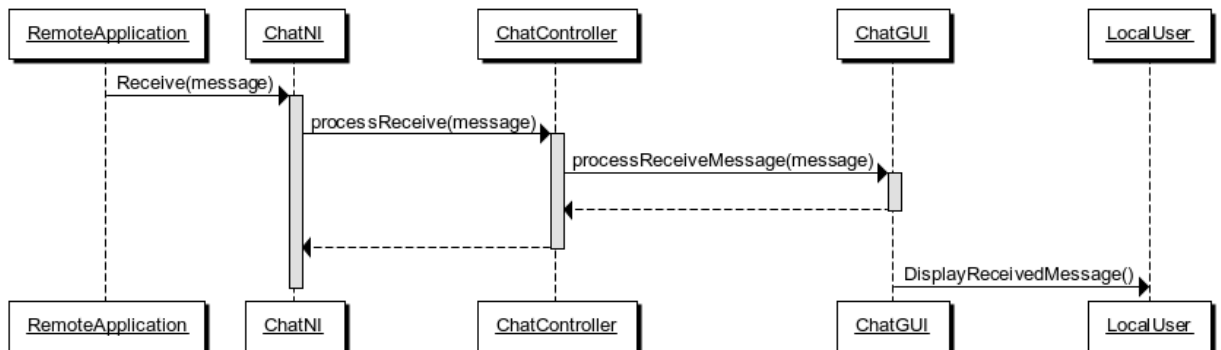 RemoteApplication ChatNI ChatController ChatGUI LocalUser
Receive(message)
processReceive(message)
processReceiveMessage(message)
DisplayReceivedMessage()
RemoteApplication ChatNI ChatController ChatGUI LocalUser